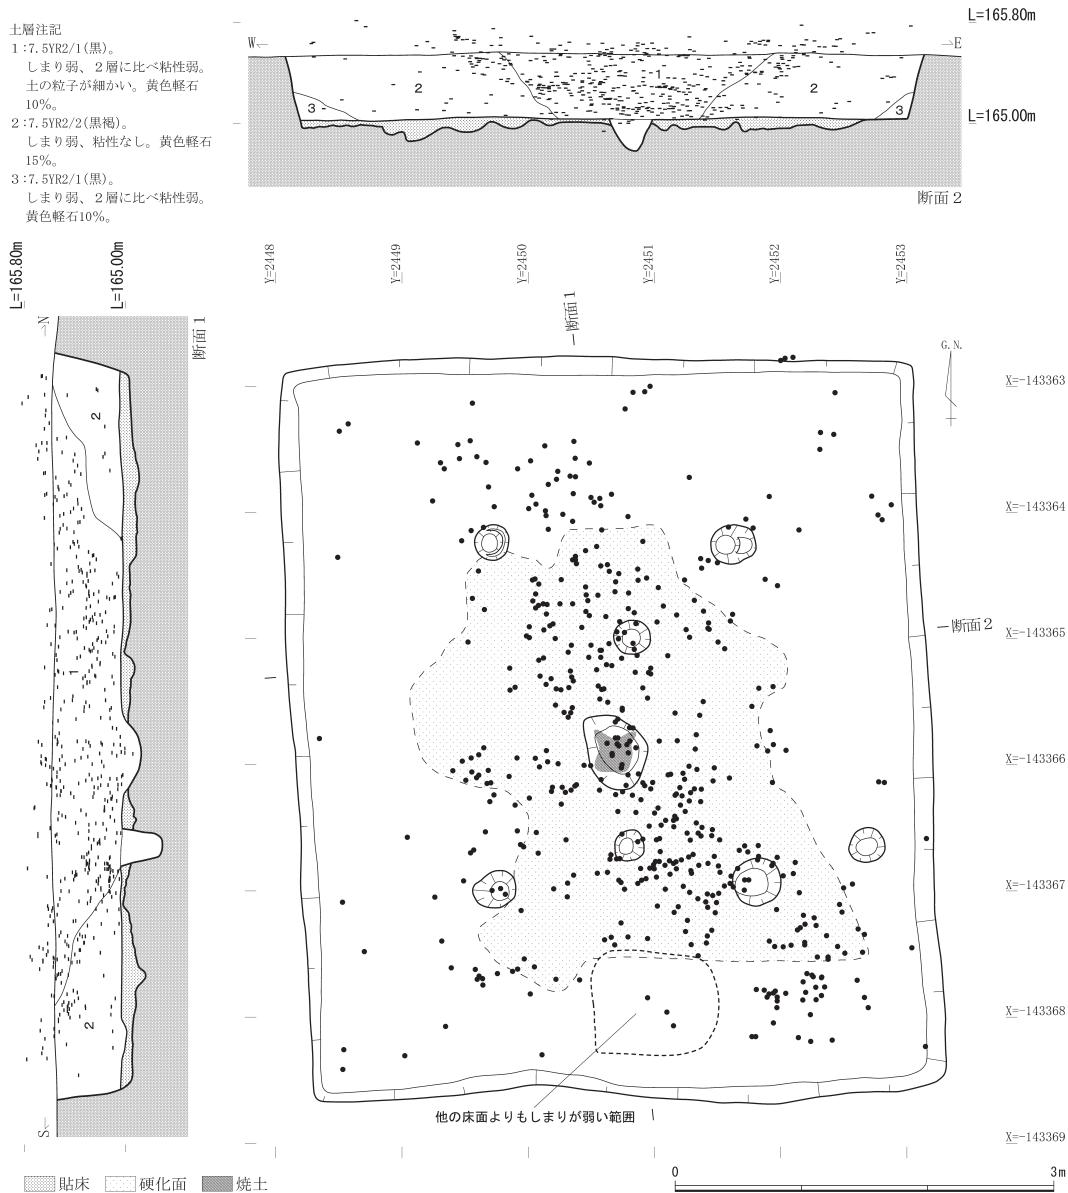 土層注記
1:7.5YR2/1(黒)。
しまり弱、２層に比べ粘性弱。
土の粒子が細かい。黄色軽石
10%。
2:7.5YR2/2(黒褐)。
しまり弱、粘性なし。黄色軽石
15%。
3:7.5YR2/1(黒)。
しまり弱、２層に比べ粘性弱。
黄色軽石10%。
L=165.80m
W
E
1
2
2
3
3
L=165.00m
断面2
L=165.80m
L=165.00m
N
断面1
2
1
2
S
Y=2448
Y=2449
Y=2450
Y=2451
Y=2452
Y=2453
断面1
G.N.
X=-143363
X=-143364
X=-143365
断面2
X=-143366
X=-143367
X=-143368
X=-143369
他の床面よりもしまりが弱い範囲
貼床
硬化面
焼土
0
3m